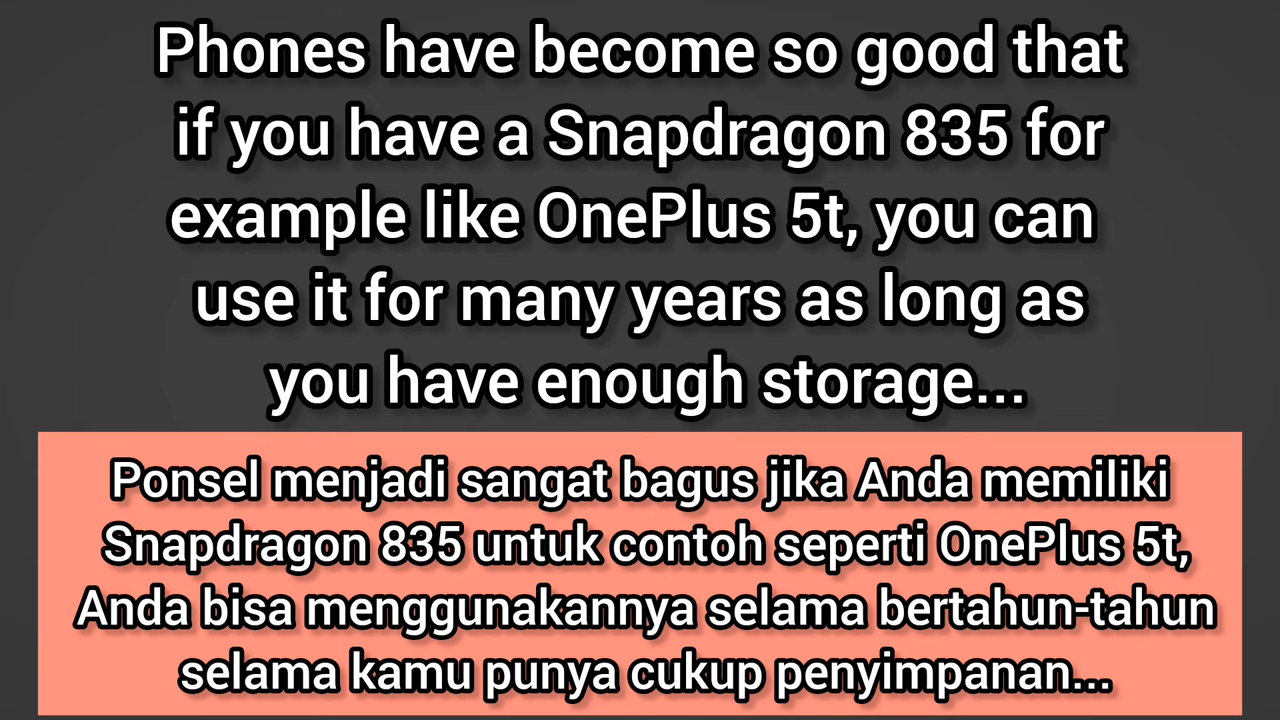 Phones have become so good that
if you have a Snapdragon 835 for
example like OnePlus 5t, you can
use it for many years as long as
you have enough storage...
Ponsel menjadi sangat bagus jika Anda memiliki
Snapdragon 835 untuk contoh seperti OnePlus 5t,
Anda bisa menggunakannya selama bertahun-tahun
selama kamu punya cukup penyimpanan...